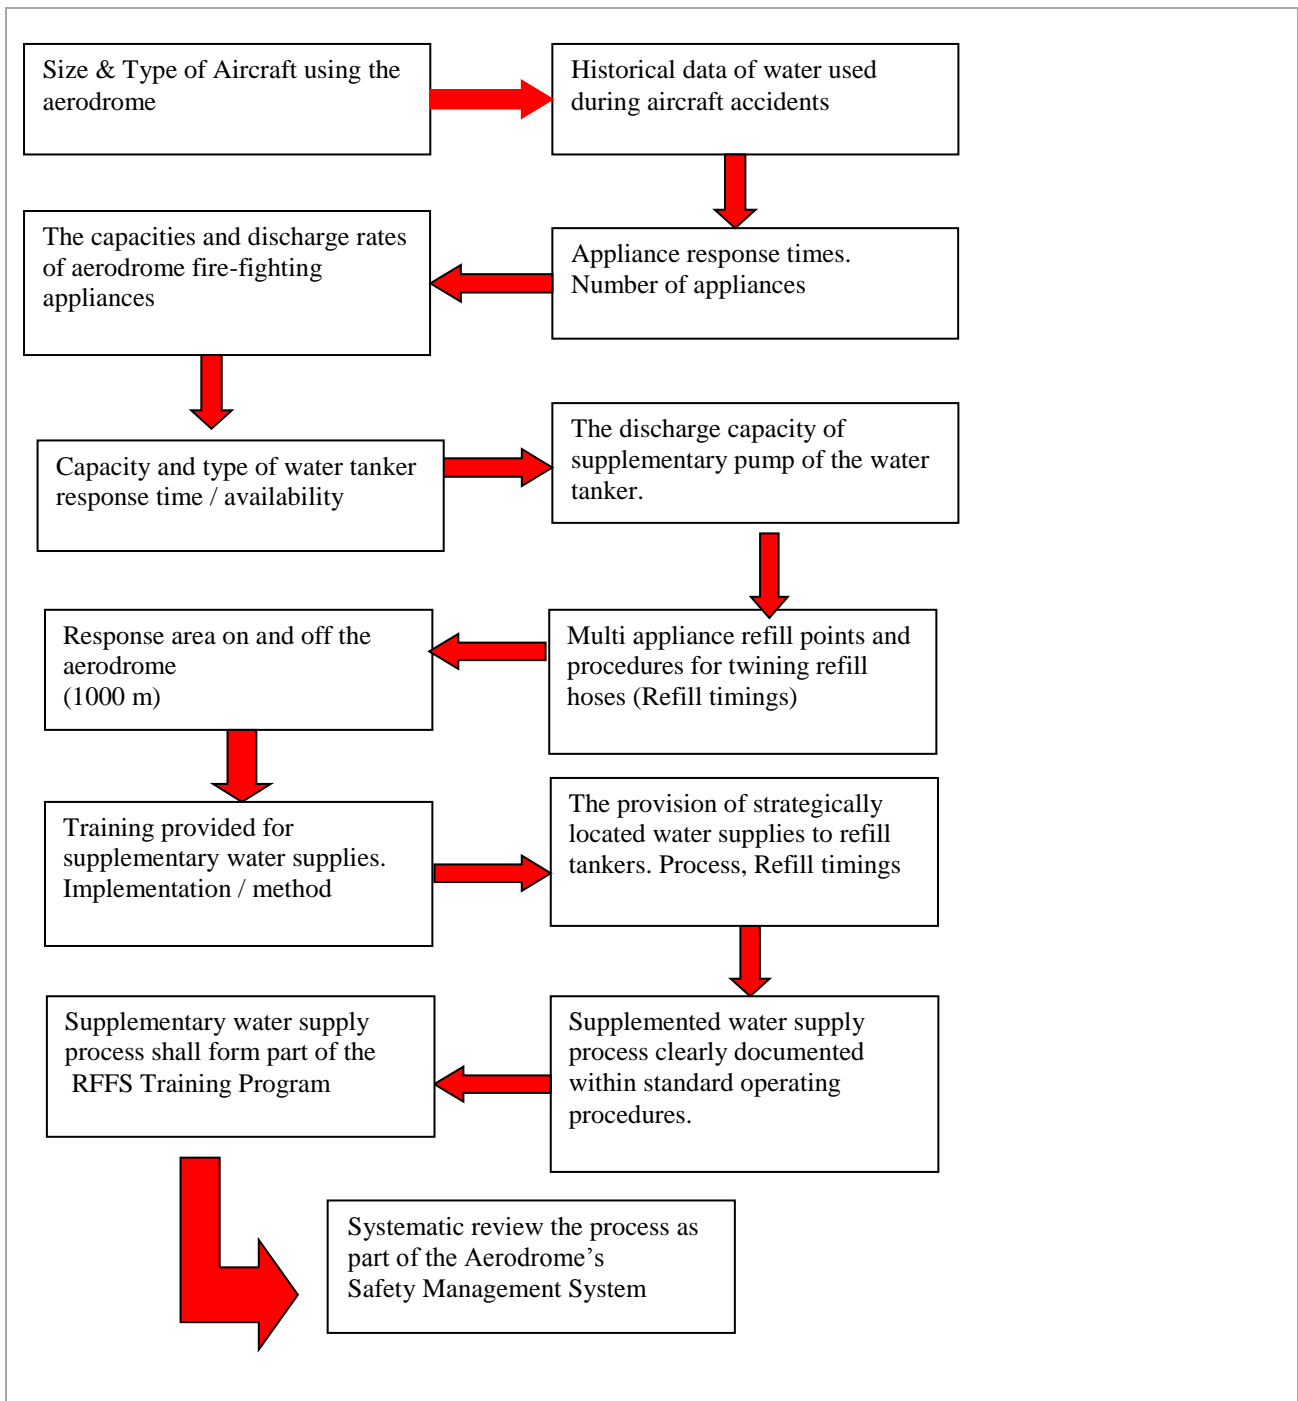 Size & Type of Aircraft using the
aerodrome
Historical data of water used
during aircraft accidents
Appliance response times.
Number of appliances
The capacities and discharge rates
of aerodrome fire-fighting
appliances
Capacity and type of water tanker
response time / availability
The discharge capacity of
supplementary pump of the water
tanker.
Multi appliance refill points and
procedures for twining refill
hoses (Refill timings)
Response area on and off the
aerodrome
(1000 m)
Training provided for
supplementary water supplies.
Implementation / method
The provision of strategically
located water supplies to refill
tankers. Process, Refill timings
Supplemented water supply
process clearly documented
within standard operating
procedures.
Supplementary water supply
process shall form part of the
RFFS Training Program
Systematic review the process as
part of the Aerodrome’s
Safety Management System